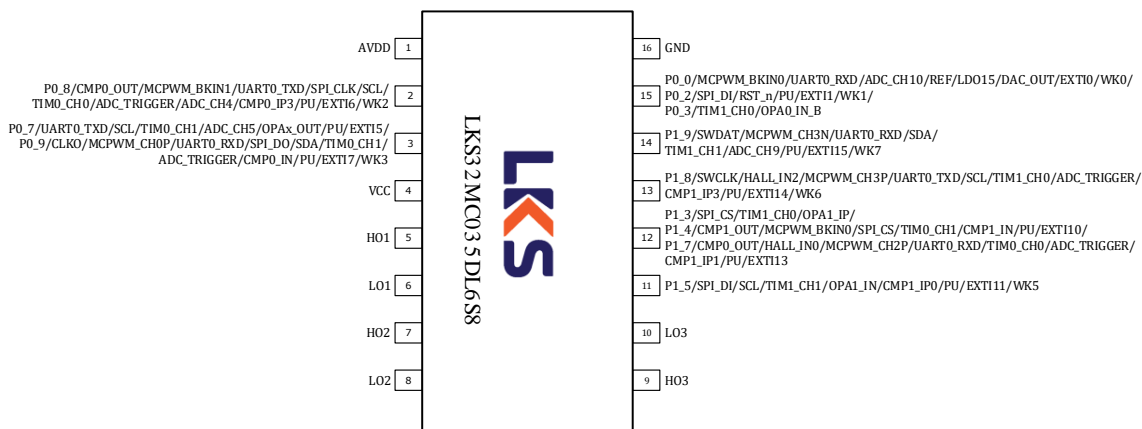 AVDD 1
P0_8/CMP0_OUT/MCPWM_BKIN1/UART0_TXD/SPI_CLK/SCL/
TIM0_CH0/ADC_TRIGGER/ADC_CH4/CMP0_IP3/PU/EXTI6/WK2
2
P0_7/UART0_TXD/SCL/TIM0_CH1/ADC_CH5/OPAx_OUT/PU/EXTI5/
P0_9/CLKO/MCPWM_CH0P/UART0_RXD/SPI_DO/SDA/TIM0_CH1/
ADC_TRIGGER/CMP0_IN/PU/EXTI7/WK3
3
VCC 4
HO1 5
LO1 6
HO2 7
LO2 8
LKS32MC035DL6S8
LKS
16 GND
P0_0/MCPWM_BKIN0/UART0_RXD/ADC_CH10/REF/LDO15/DAC_OUT/EXTI0/WK0/
15 P0_2/SPI_DI/RST_n/PU/EXTI1/WK1/
P0_3/TIM1_CH0/OPA0_IN_B
P1_9/SWDAT/MCPWM_CH3N/UART0_RXD/SDA/
14
TIM1_CH1/ADC_CH9/PU/EXTI15/WK7
13 P1_8/SWCLK/HALL_IN2/MCPWM_CH3P/UART0_TXD/SCL/TIM1_CH0/ADC_TRIGGER/
CMP1_IP3/PU/EXTI14/WK6
P1_3/SPI_CS/TIM1_CH0/OPA1_IP/
12 P1_4/CMP1_OUT/MCPWM_BKIN0/SPI_CS/TIM0_CH1/CMP1_IN/PU/EXTI10/
P1_7/CMP0_OUT/HALL_IN0/MCPWM_CH2P/UART0_RXD/TIM0_CH0/ADC_TRIGGER/
CMP1_IP1/PU/EXTI13
11 P1_5/SPI_DI/SCL/TIM1_CH1/OPA1_IN/CMP1_IP0/PU/EXTI11/WK5
10 LO3
9 HO3